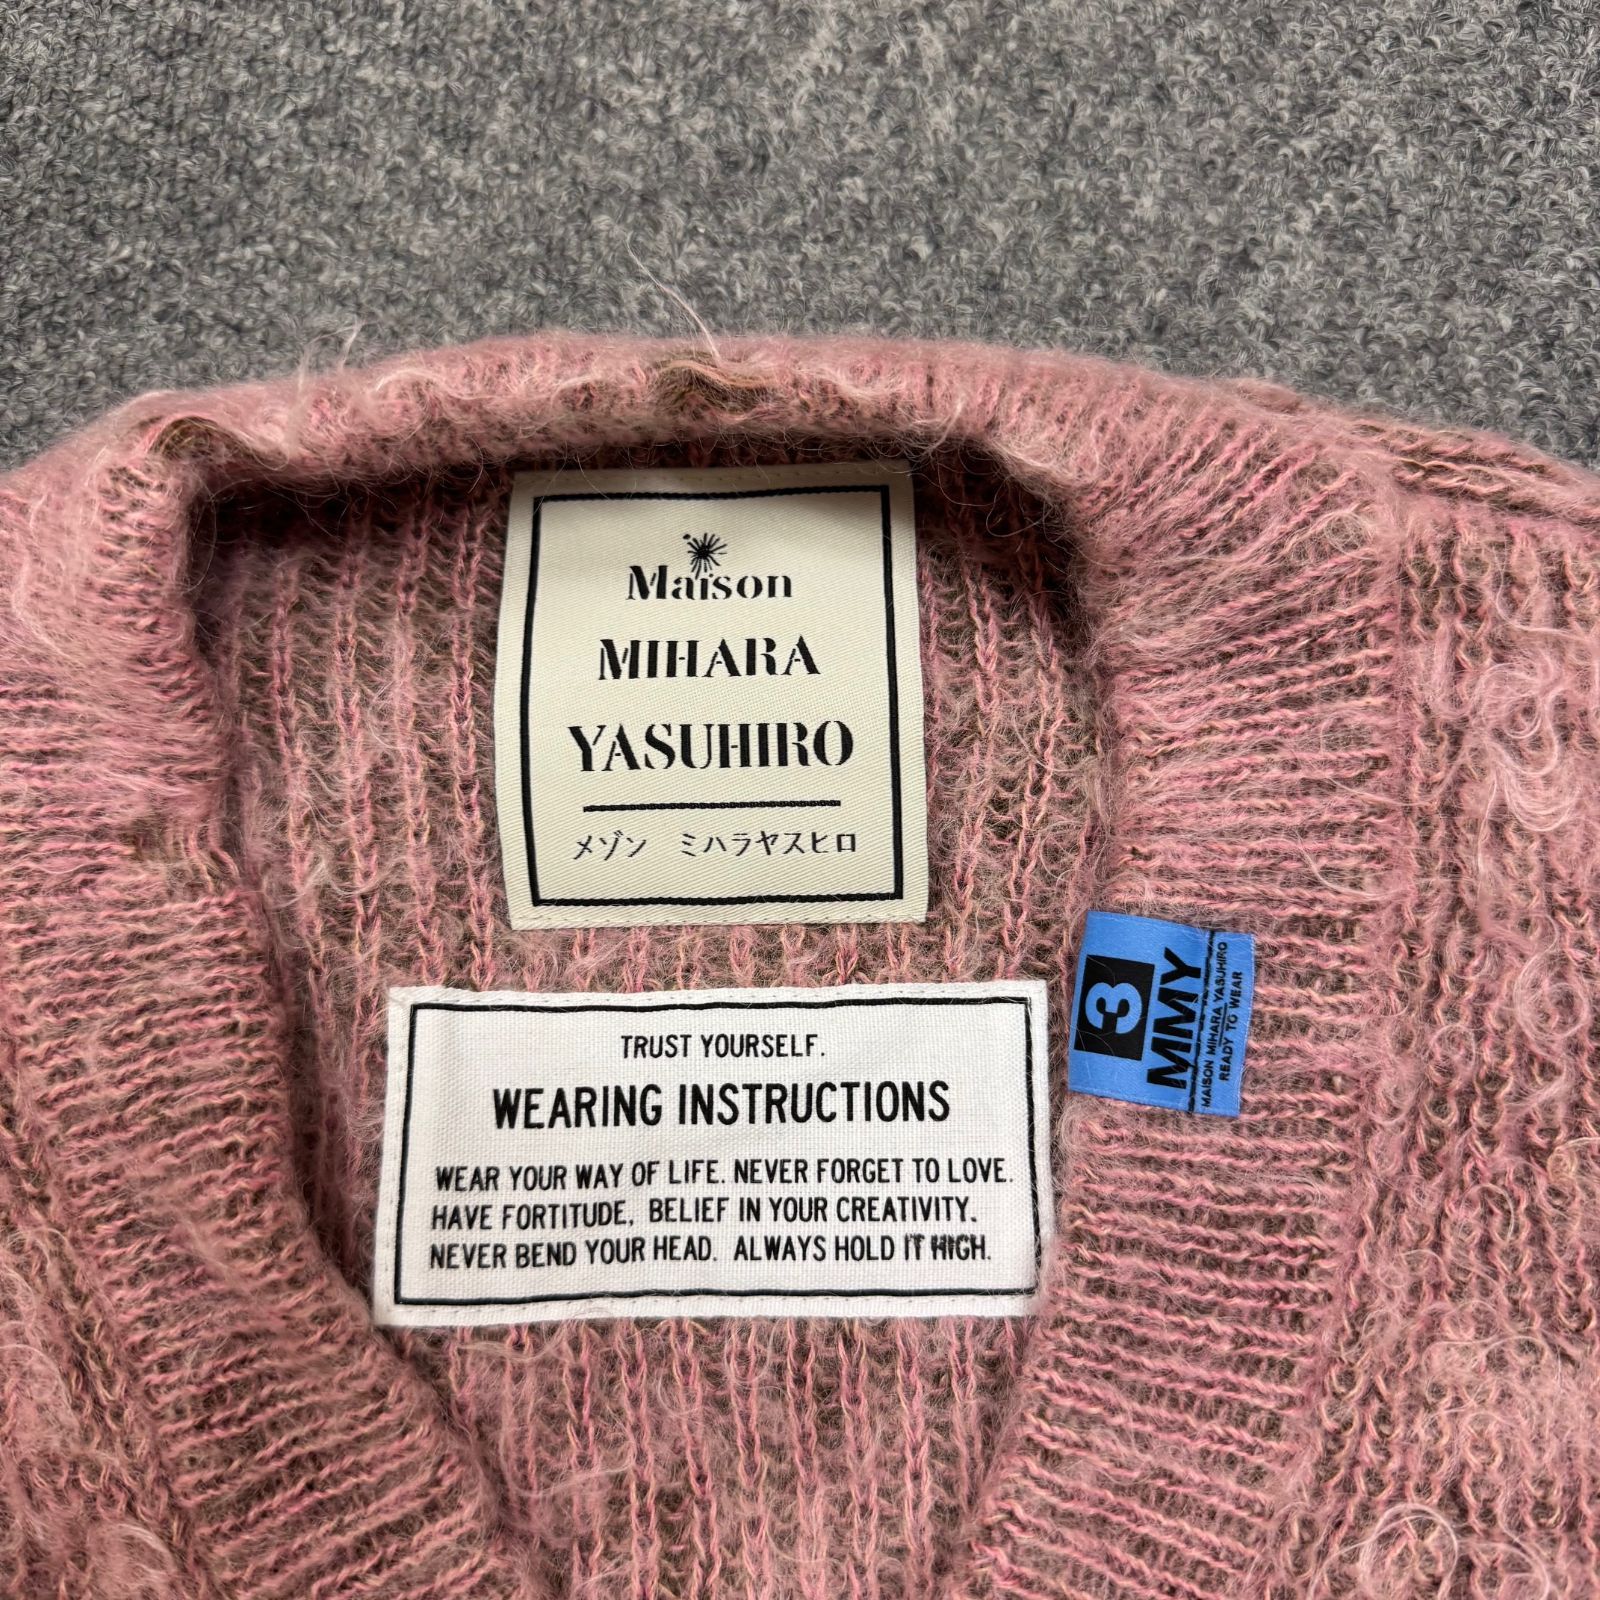 Maison
MIHARA
YASUHIRO
メゾン ミハラヤスヒロ
TRUST YOURSELF.
WEARING INSTRUCTIONS
WEAR YOUR WAY OF LIFE. NEVER FORGET TO LOVE.
HAVE FORTITUDE, BELIEF IN YOUR CREATIVITY.
NEVER BEND YOUR HEAD. ALWAYS HOLD IT HIGH.
3
MMY
MAISON MIHARA YASUHIRO
READY TO WEAR